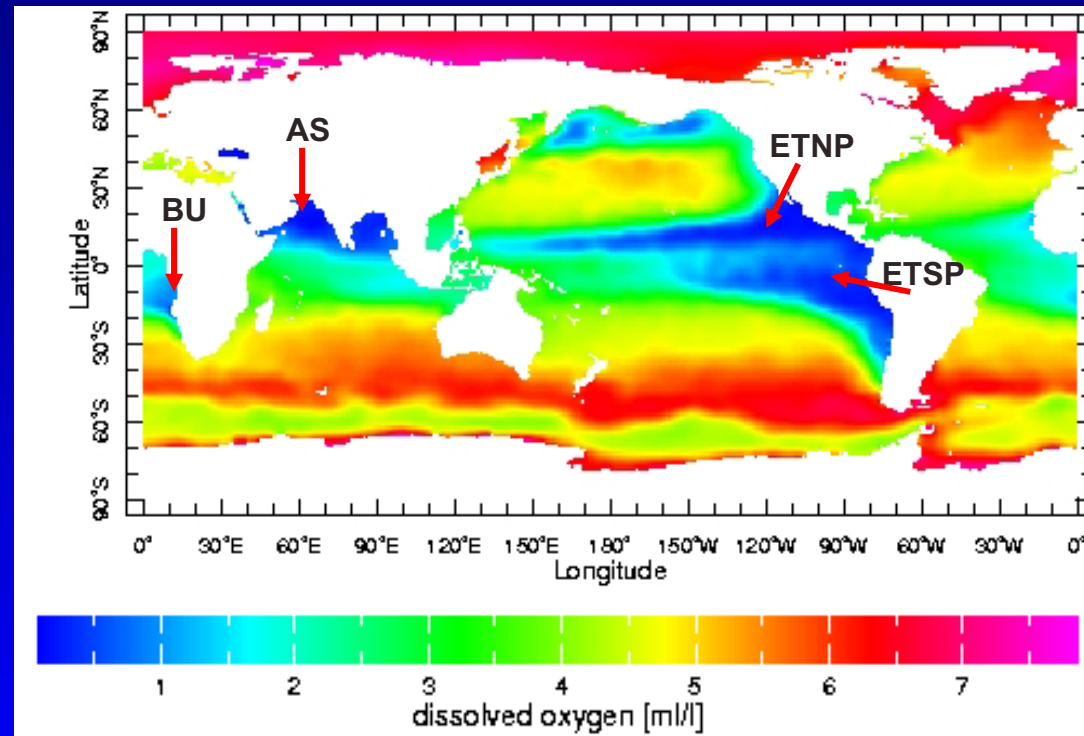 90°N
60°N
30°N
0°
30°S
60°S
90°S
Latitude
AS
BU
ETNP
ETSP
0° 30°E 60°E 90°E 120°E 150°E 180° 150°W 120°W 90°W 60°W 30°W 0°
Longitude
1 2 3 4 5 6 7
dissolved oxygen [ml/l]